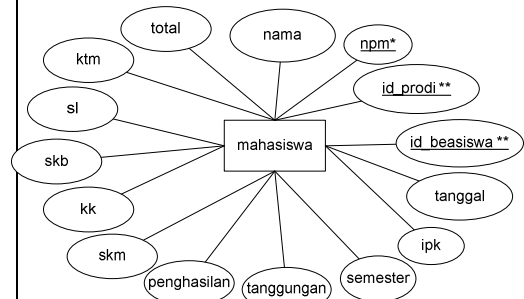 total
nama
npm*
ktm
id_prodi **
sl
mahasiswa
id_beasiswa **
skb
tanggal
kk
ipk
skm
penghasilan
tanggungan
semester